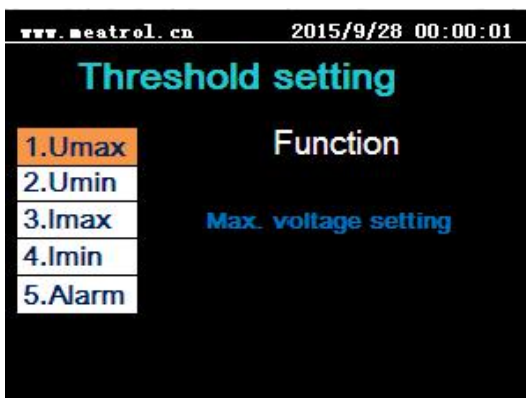 www.meatrol.cn 2015/9/28 00:00:01
Threshold setting
1.Umax
Function
2.Umin
3.Imax
Max. voltage setting
4.Imin
5.Alarm